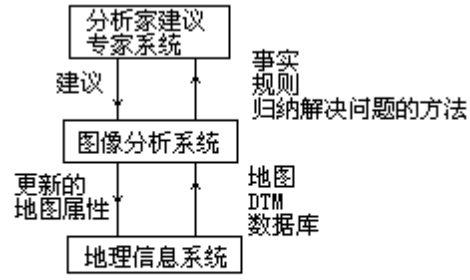 分析家建议
专家系统
建议
事实
规则
归纳解决问题的方法
图像分析系统
更新的
地图属性
地图
DTM
数据库
地理信息系统